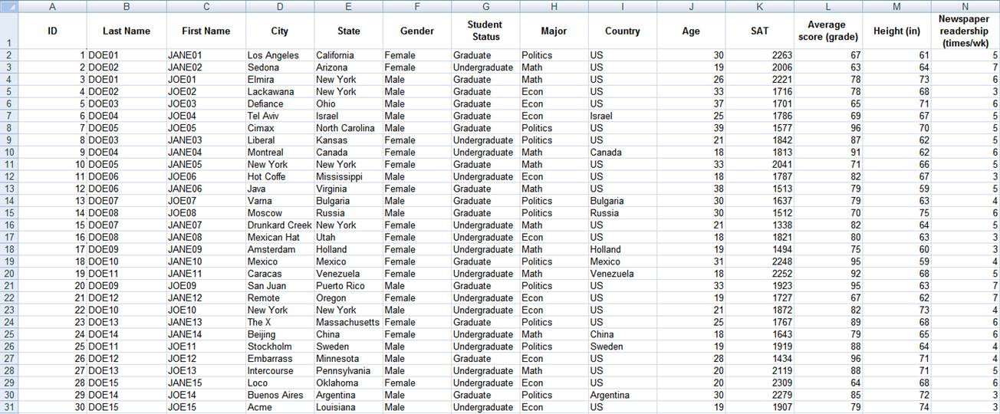 A B C D E F G H I J K L M N
1 ID Last Name First Name City State Gender Student Status Major Country Age SAT Average score (grade) Height (in) Newspaper readership (times/wk)
2 1 DOE01 JANE01 Los Angeles California Female Graduate Politics US 30 2263 67 61 5
3 2 DOE02 JANE02 Sedona Arizona Female Undergraduate Math US 19 2006 63 64 7
4 3 DOE01 JOE01 Elmira New York Male Graduate Math US 26 2221 78 73 6
5 4 DOE02 JOE02 Lackawana New York Male Graduate Econ US 33 1716 78 68 3
6 5 DOE03 JOE03 Defiance Ohio Male Graduate Econ US 37 1701 65 71 6
7 6 DOE04 JOE04 Tel Aviv Israel Male Graduate Econ Israel 25 1786 69 67 5
8 7 DOE05 JOE05 Cimax North Carolina Male Graduate Politics US 39 1577 96 70 5
9 8 DOE03 JANE03 Liberal Kansas Female Undergraduate Politics US 21 1842 87 62 5
10 9 DOE04 JANE04 Montreal Canada Female Undergraduate Math Canada 18 1813 91 62 6
11 10 DOE05 JANE05 New York New York Female Graduate Math US 33 2041 71 66 5
12 11 DOE06 JOE06 Hot Coffe Mississippi Male Undergraduate Econ US 18 1787 82 67 3
13 12 DOE06 JANE06 Java Virginia Female Graduate Math US 38 1513 79 59 5
14 13 DOE07 JOE07 Varna Bulgaria Male Graduate Politics Bulgaria 30 1637 79 63 4
15 14 DOE08 JOE08 Moscow Russia Male Graduate Politics Russia 30 1512 70 75 6
16 15 DOE07 JANE07 Drunkard Creek New York Female Undergraduate Math US 21 1338 82 64 5
17 16 DOE08 JANE08 Mexican Hat Utah Female Undergraduate Econ US 18 1821 80 63 3
18 17 DOE09 JANE09 Amsterdam Holland Female Undergraduate Math Holland 19 1494 75 60 3
19 18 DOE10 JANE10 Mexico Mexico Female Graduate Politics Mexico 31 2248 95 59 4
20 19 DOE11 JANE11 Caracas Venezuela Female Undergraduate Math Venezuela 18 2252 92 68 5
21 20 DOE09 JOE09 San Juan Puerto Rico Male Graduate Politics US 33 1923 95 63 7
22 21 DOE12 JANE12 Remote Oregon Female Undergraduate Econ US 19 1727 67 62 7
23 22 DOE10 JOE10 New York New York Male Undergraduate Econ US 21 1872 82 73 4
24 23 DOE13 JANE13 The X Massachusetts Female Graduate Politics US 25 1767 89 68 6
25 24 DOE14 JANE14 Beijing China Female Undergraduate Math China 18 1643 79 65 6
26 25 DOE11 JOE11 Stockholm Sweden Male Undergraduate Politics Sweden 19 1919 88 64 4
27 26 DOE12 JOE12 Embarrass Minnesota Male Graduate Econ US 28 1434 96 71 4
28 27 DOE13 JOE13 Intercourse Pennsylvania Male Undergraduate Math US 20 2119 88 71 5
29 28 DOE15 JANE15 Loco Oklahoma Female Undergraduate Econ US 20 2309 64 68 6
30 29 DOE14 JOE14 Buenos Aires Argentina Male Graduate Politics Argentina 30 2279 85 72 3
31 30 DOE15 JOE15 Acme Louisiana Male Undergraduate Econ US 19 1907 79 74 3